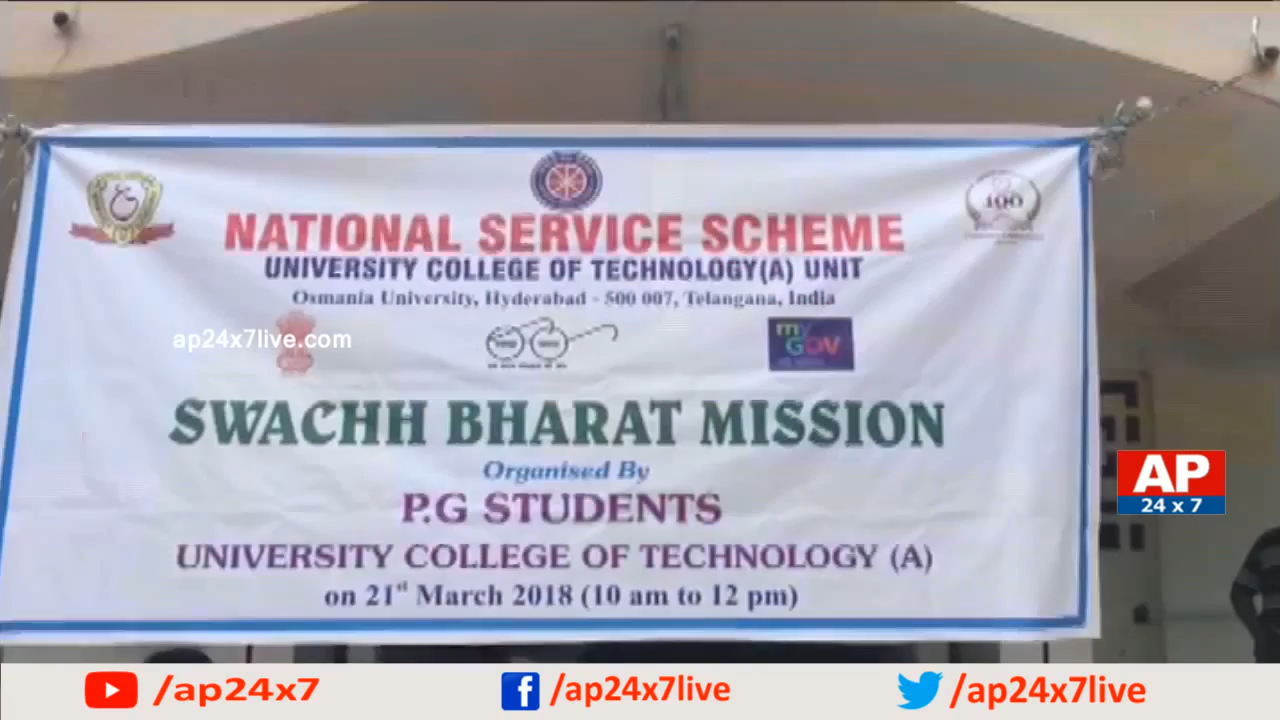 NATIONAL SERVICE SCHEME
UNIVERSITY COLLEGE OF TECHNOLOGY(A) UNIT
Osmania University, Hyderabad - 500 007, Telangana, India
ap24x7live.com
my
GOV
SWACHH BHARAT MISSION
Organised By
P.G STUDENTS
UNIVERSITY COLLEGE OF TECHNOLOGY (A)
on 21st March 2018 (10 am to 12 pm)
100
AP
24 x 7
/ap24x7
/ap24x7live
/ap24x7live